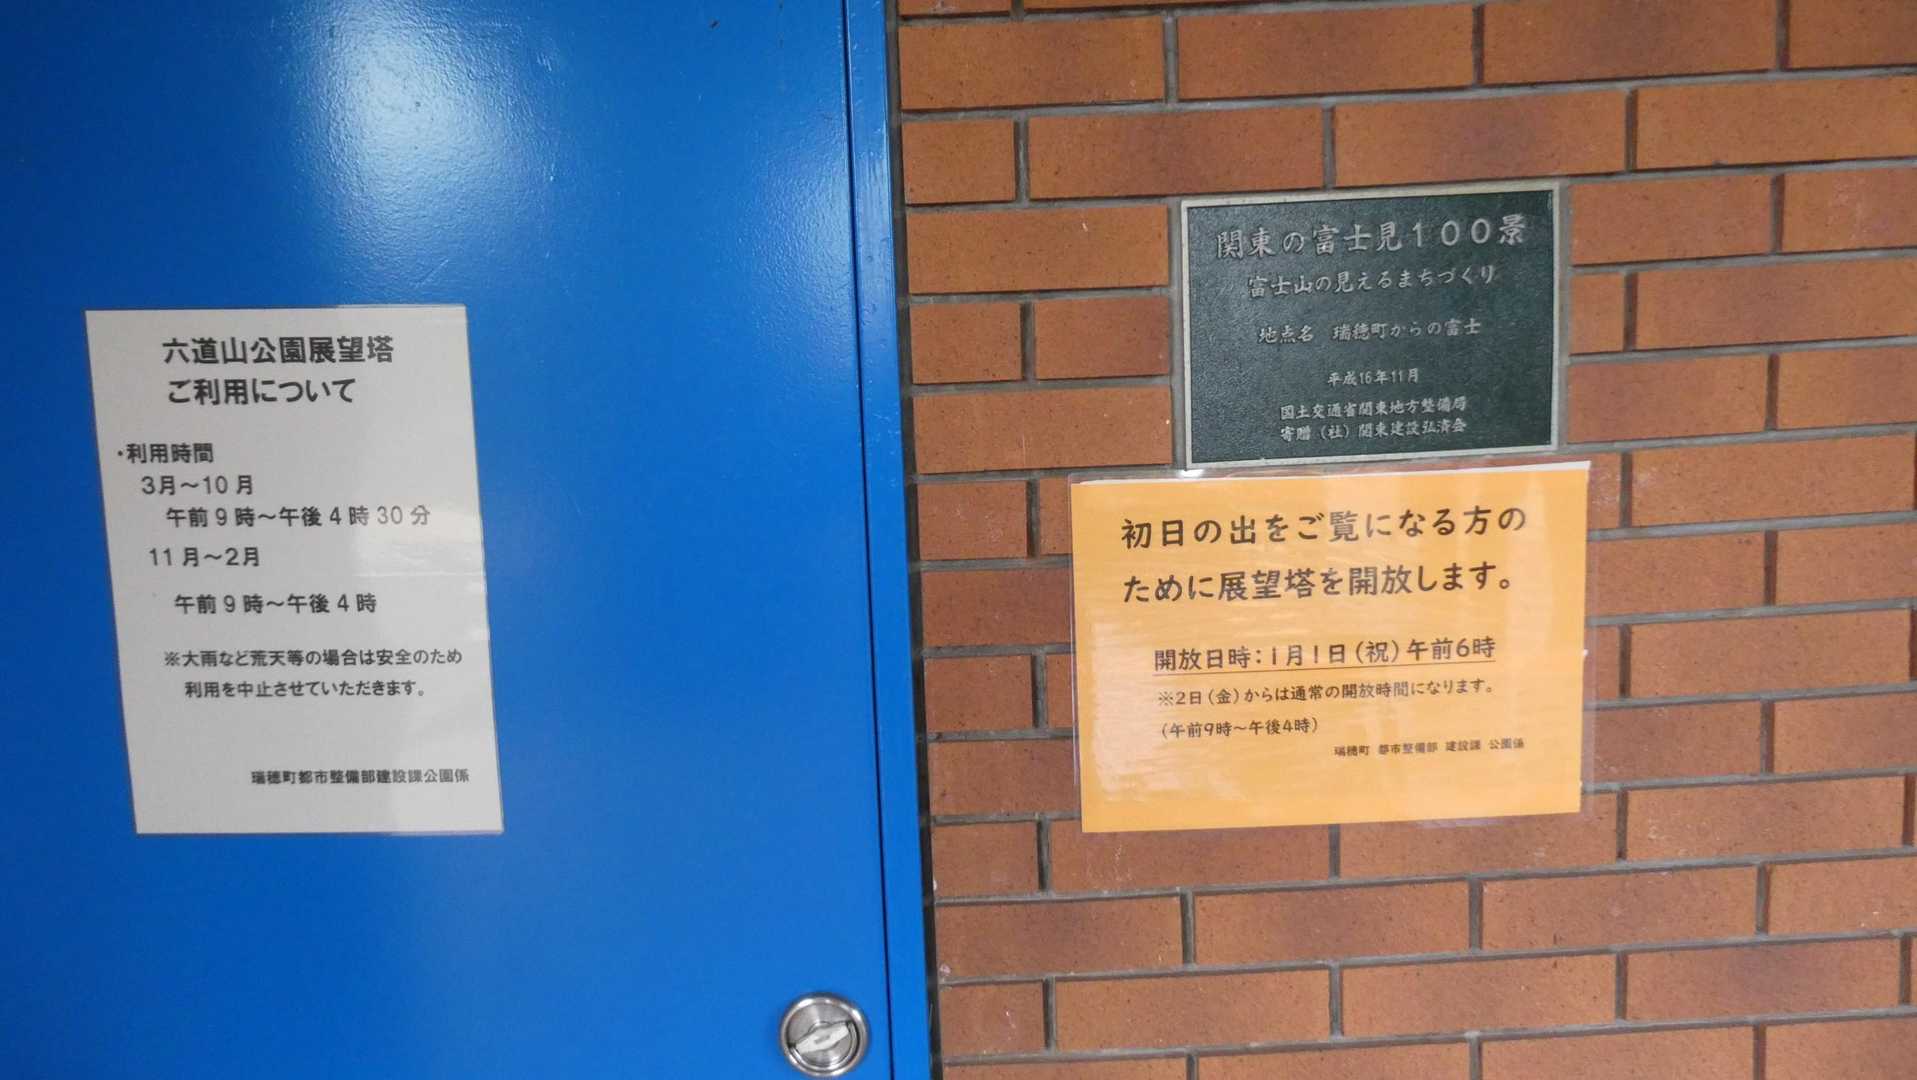 六道山公園展望塔
ご利用について
・利用時間
3月～10月
午前9時～午後4時30分
11月～2月
午前9時～午後4時
※大雨など荒天等の場合は安全のため
利用を中止させていただきます。
瑞穂町都市整備部建設課公園係
関東の富士見100景
富士山の見えるまちづくり
地点名 瑞穂町からの富士
平成16年11月
国土交通省関東地方整備局
寄贈（社）関東建設弘済会
初日の出をご覧になる方の
ために展望塔を開放します。
開放日時：1月1日（祝）午前6時
※2日（金）からは通常の開放時間になります。
（午前9時～午後4時）
瑞穂町 都市整備部 建設課 公園係